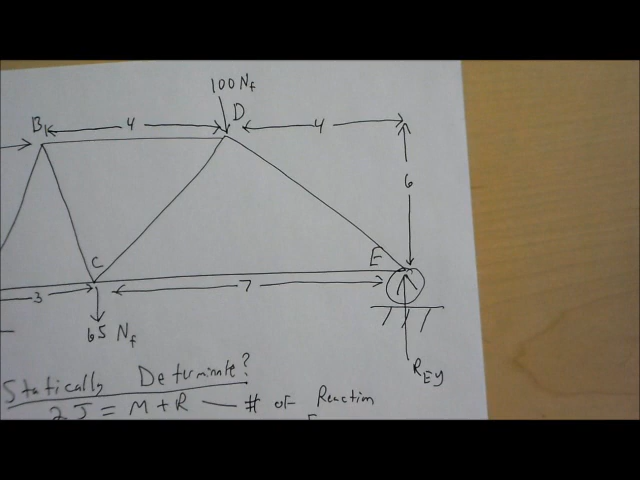 100 Nf
B 4 D 4
6
C E
3 7
65 Nf
REY
Statically Determinate?
2J = M + R — # of Reaction